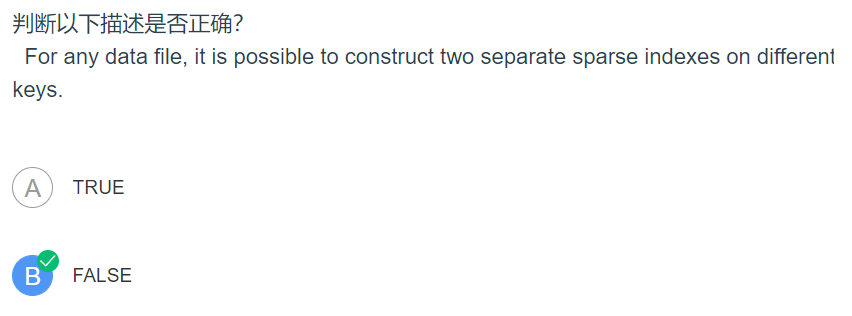 判断以下描述是否正确？
For any data file, it is possible to construct two separate sparse indexes on different
keys.
A TRUE
B FALSE